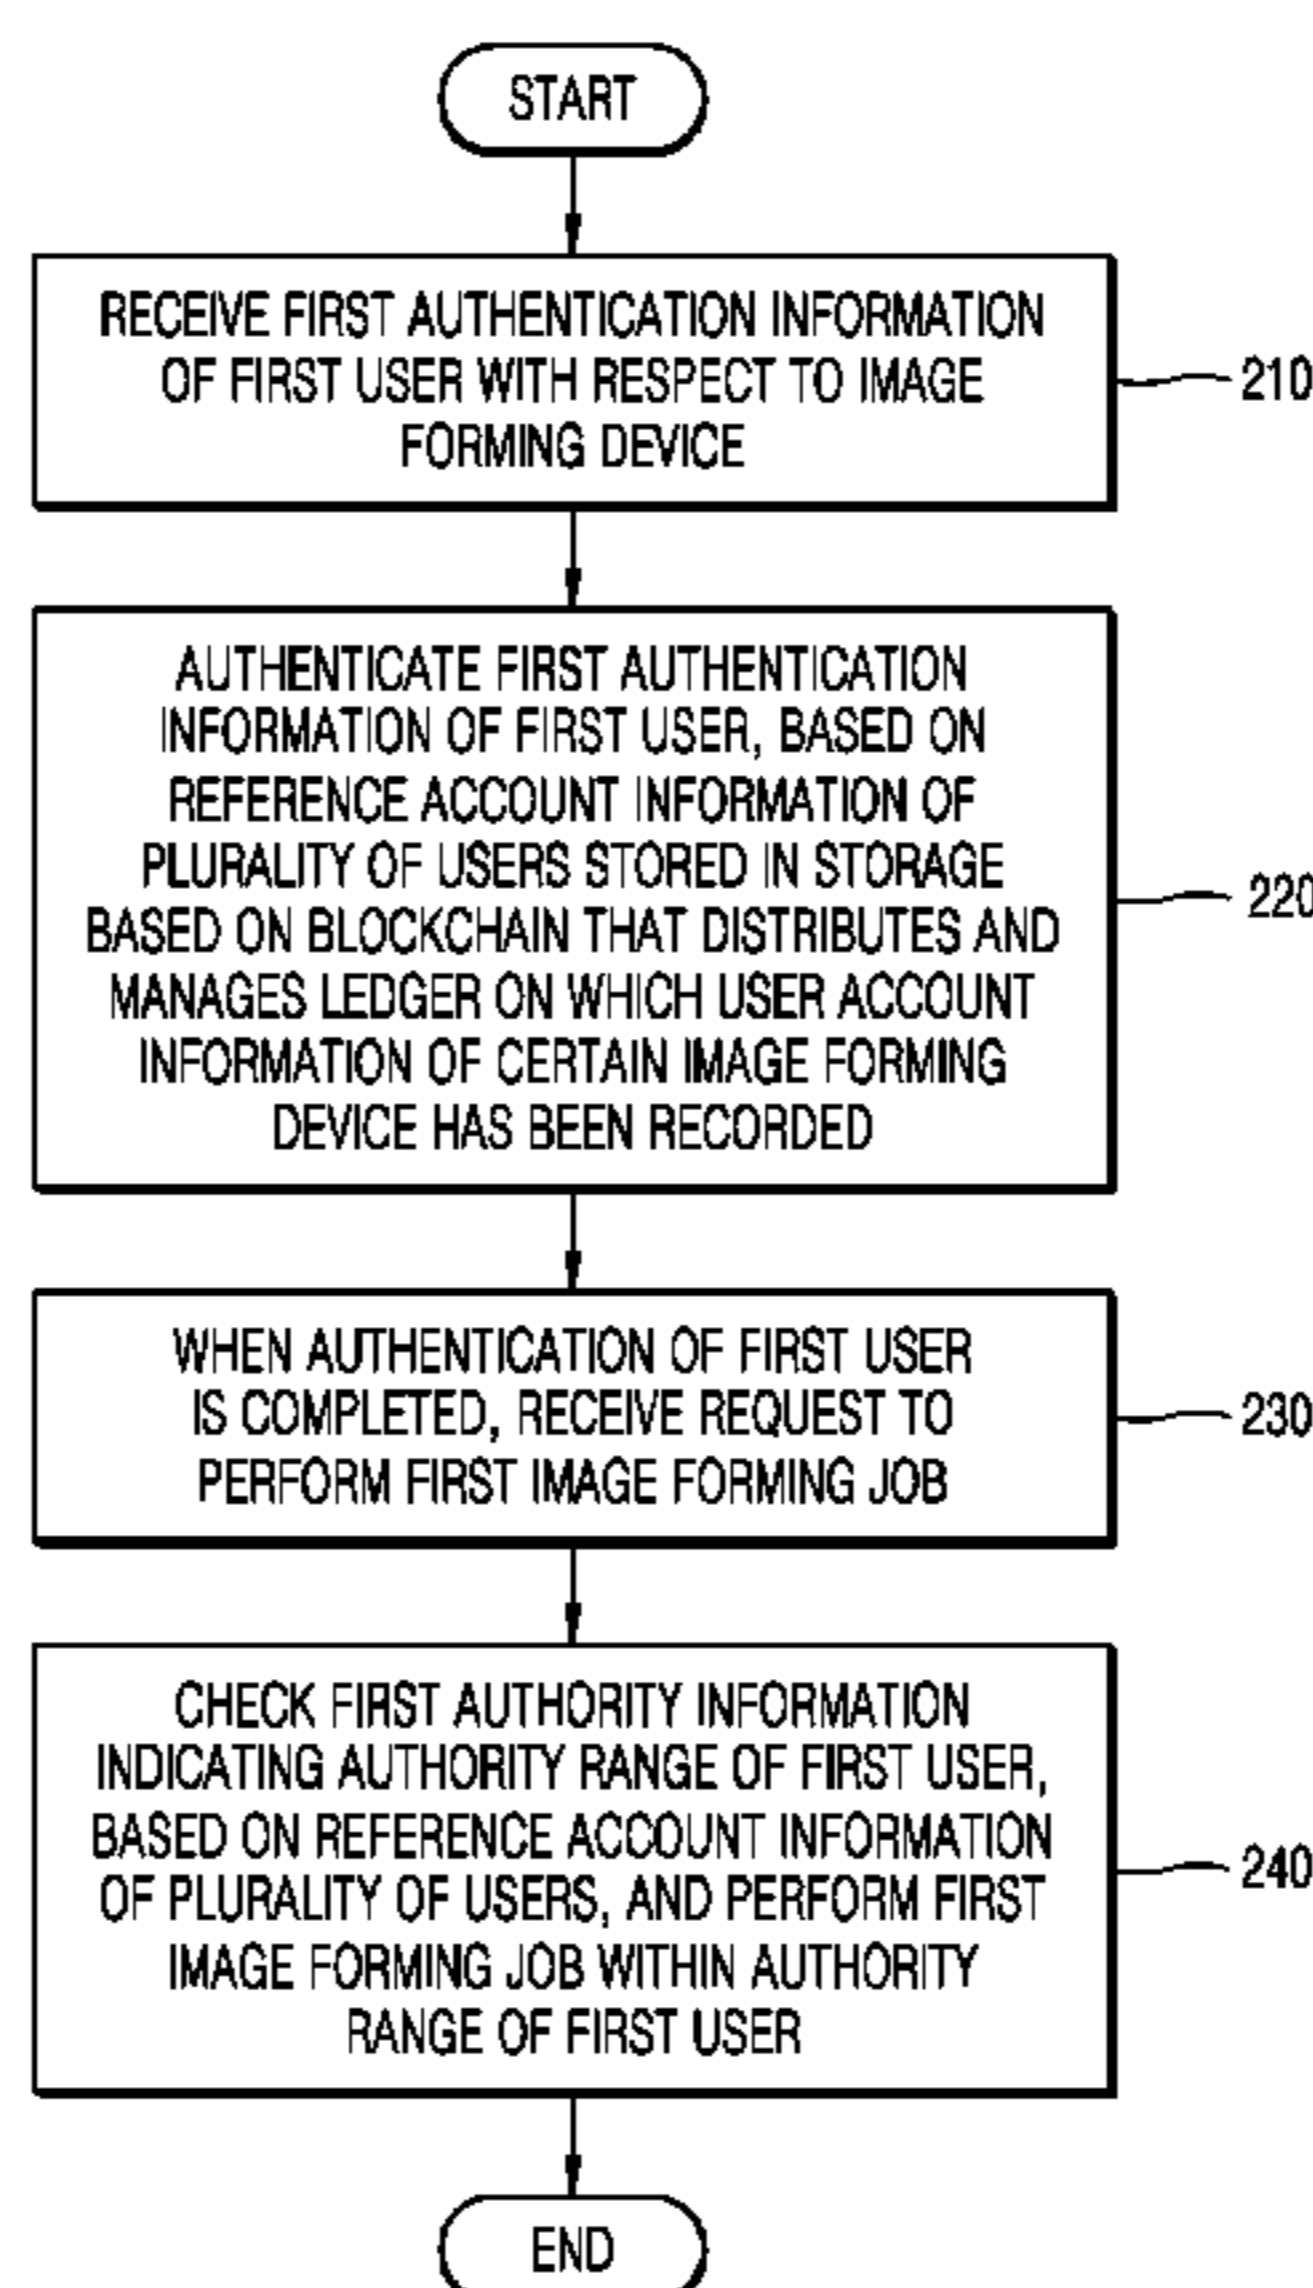 START
RECEIVE FIRST AUTHENTICATION INFORMATION
OF FIRST USER WITH RESPECT TO IMAGE
FORMING DEVICE
210
AUTHENTICATE FIRST AUTHENTICATION
INFORMATION OF FIRST USER, BASED ON
REFERENCE ACCOUNT INFORMATION OF
PLURALITY OF USERS STORED IN STORAGE
BASED ON BLOCKCHAIN THAT DISTRIBUTES AND
MANAGES LEDGER ON WHICH USER ACCOUNT
INFORMATION OF CERTAIN IMAGE FORMING
DEVICE HAS BEEN RECORDED
220
WHEN AUTHENTICATION OF FIRST USER
IS COMPLETED, RECEIVE REQUEST TO
PERFORM FIRST IMAGE FORMING JOB
230
CHECK FIRST AUTHORITY INFORMATION
INDICATING AUTHORITY RANGE OF FIRST USER,
BASED ON REFERENCE ACCOUNT INFORMATION
OF PLURALITY OF USERS, AND PERFORM FIRST
IMAGE FORMING JOB WITHIN AUTHORITY
RANGE OF FIRST USER
240
END